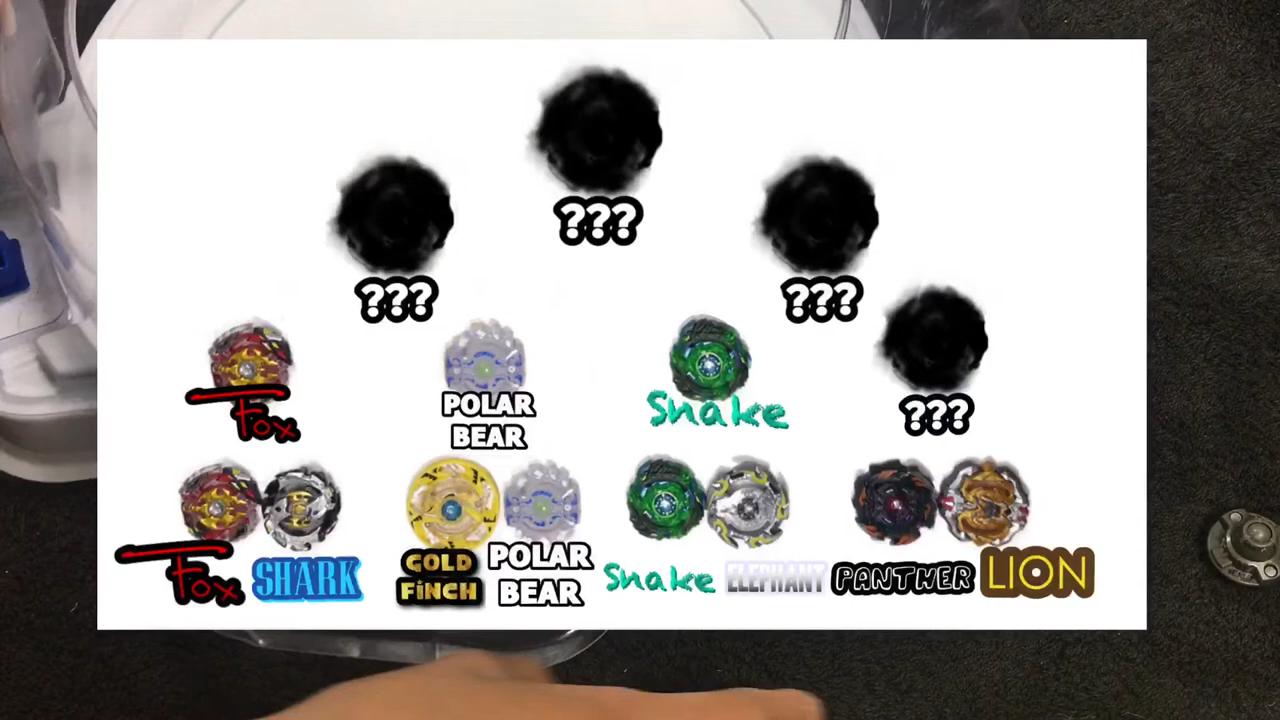 ???
???
???
Fox
POLAR
BEAR
Snake
???
Fox
SHARK
GOLD
FiNCH
POLAR
BEAR
Snake
ELEPHANT
PANTHER
LION